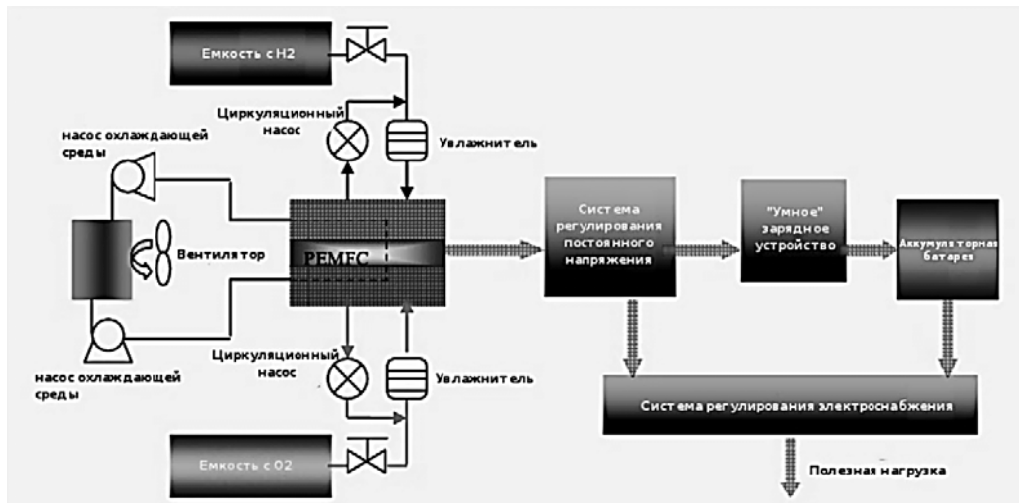 Емкость с H2
Циркуляционный
насос
Увлажнитель
насос охлаждающей
среды
Вентилятор
PEMFC
Система
регулирования
постоянного
напряжения
"Умное"
зарядное
устройство
Аккумуляторная
батарея
Циркуляционный
насос
Увлажнитель
насос охлаждающей
среды
Система регулирования электроснабжения
Емкость с O2
Полезная нагрузка